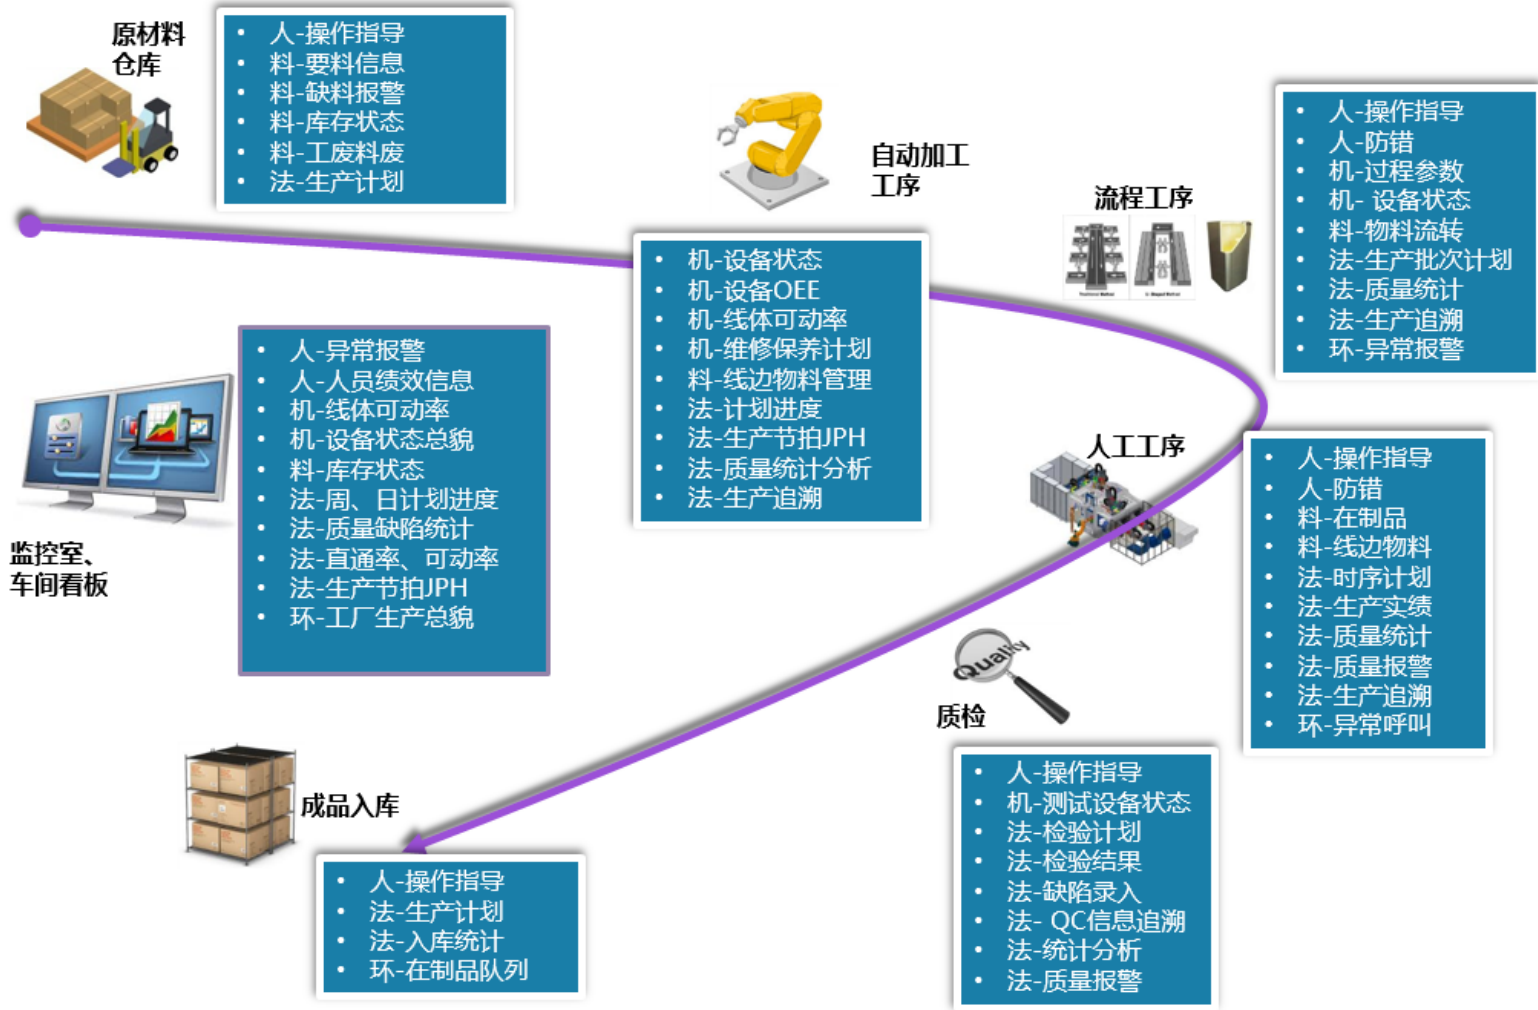 原材料
仓库
人-操作指导
料-要料信息
料-缺料报警
料-库存状态
料-工废料废
法-生产计划
自动加工
工序
机-设备状态
机-设备OEE
机-线体可动率
机-维修保养计划
料-线边物料管理
法-计划进度
法-生产节拍JPH
法-质量统计分析
法-生产追溯
流程工序
人-操作指导
人-防错
机-过程参数
机- 设备状态
料-物料流转
法-生产批次计划
法-质量统计
法-生产追溯
环-异常报警
人工工序
人-操作指导
人-防错
料-在制品
料-线边物料
法-时序计划
法-生产实绩
法-质量统计
法-质量报警
法-生产追溯
环-异常呼叫
Quality
质检
人-操作指导
机-测试设备状态
法-检验计划
法-检验结果
法-缺陷录入
法- QC信息追溯
法-统计分析
法-质量报警
成品入库
人-操作指导
法-生产计划
法-入库统计
环-在制品队列
监控室、
车间看板
人-异常报警
人-人员绩效信息
机-线体可动率
机-设备状态总貌
料-库存状态
法-周、日计划进度
法-质量缺陷统计
法-直通率、可动率
法-生产节拍JPH
环-工厂生产总貌